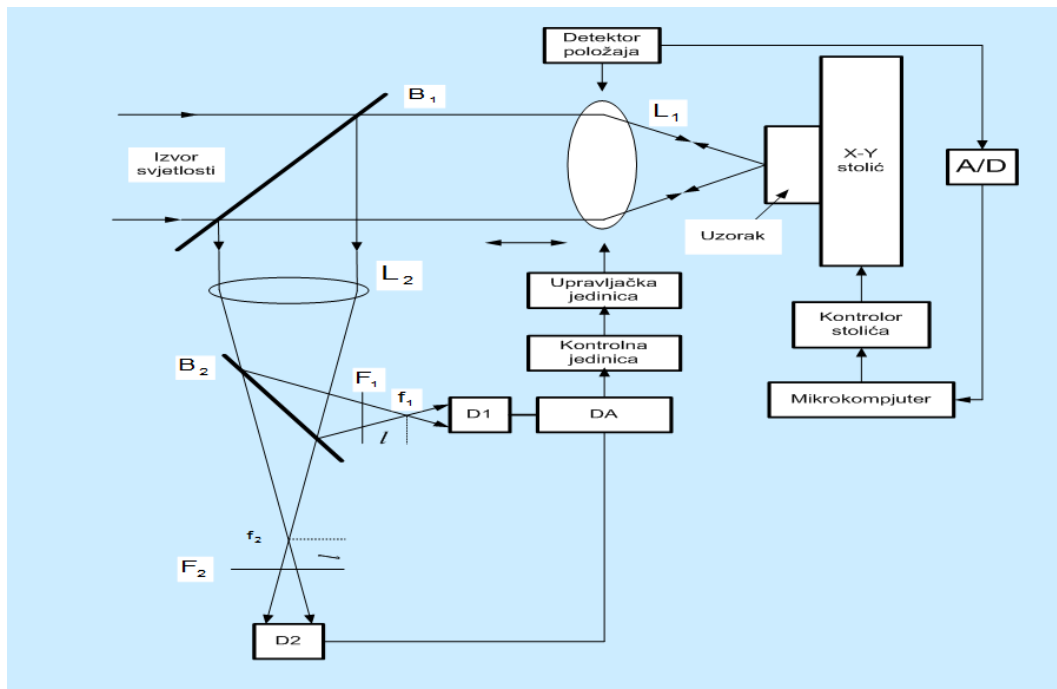 Detektor
položaja
B₁
L₁
Izvor
svjetlosti
X-Y
stolić
A/D
Uzorak
L₂
Upravljačka
jedinica
Kontrolor
stolića
Kontrolna
jedinica
B₂
F₁
f₁
Mikrokompjuter
D1
DA
l
f₂
l
F₂
D2